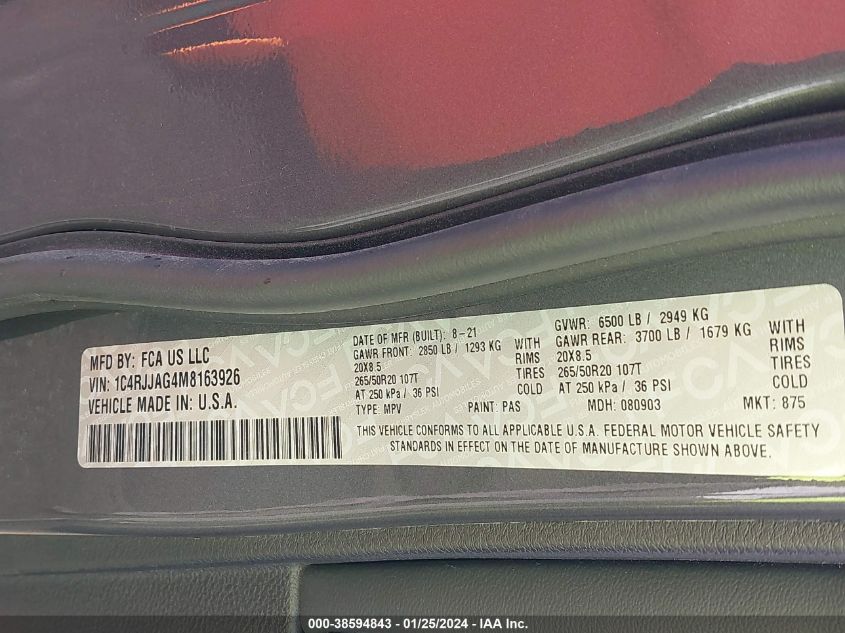 MFD BY: FCA US LLC
VIN: 1C4RJJAG4M8163926
VEHICLE MADE IN: U.S.A.
DATE OF MFR (BUILT): 8-21
GAWR FRONT: 2850 LB / 1293 KG WITH
20X8.5 RIMS
265/50R20 107T TIRES
AT 250 kPA / 36 PSI COLD
TYPE: MPV PAINT: PAS
GVWR: 6500 LB / 2949 KG
GAWR REAR: 3700 LB / 1679 KG WITH
20X8.5 RIMS
265/50R20 107T TIRES
AT 250 kPA / 36 PSI COLD
MDH: 080903 MKT: 875
THIS VEHICLE CONFORMS TO ALL APPLICABLE U.S.A. FEDERAL MOTOR VEHICLE SAFETY
STANDARDS IN EFFECT ON THE DATE OF MANUFACTURE SHOWN ABOVE.
000-38594843 - 01/25/2024 - IAA Inc.